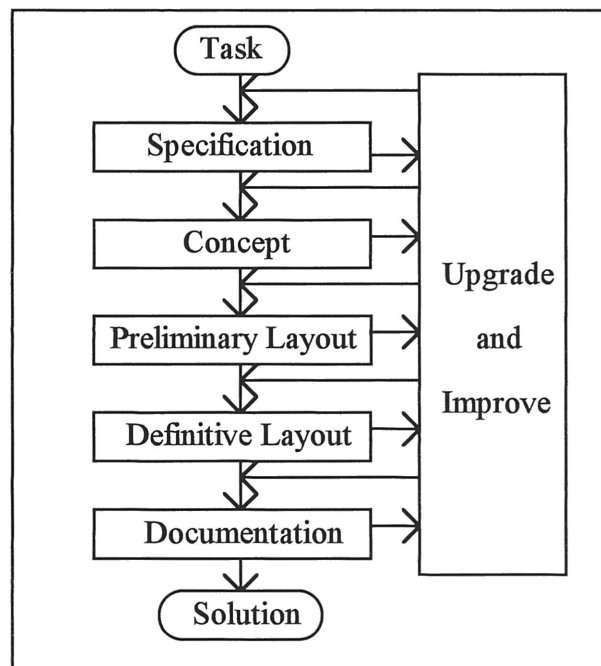 Task
Specification
Concept
Preliminary Layout
Definitive Layout
Documentation
Solution
Upgrade
and
Improve